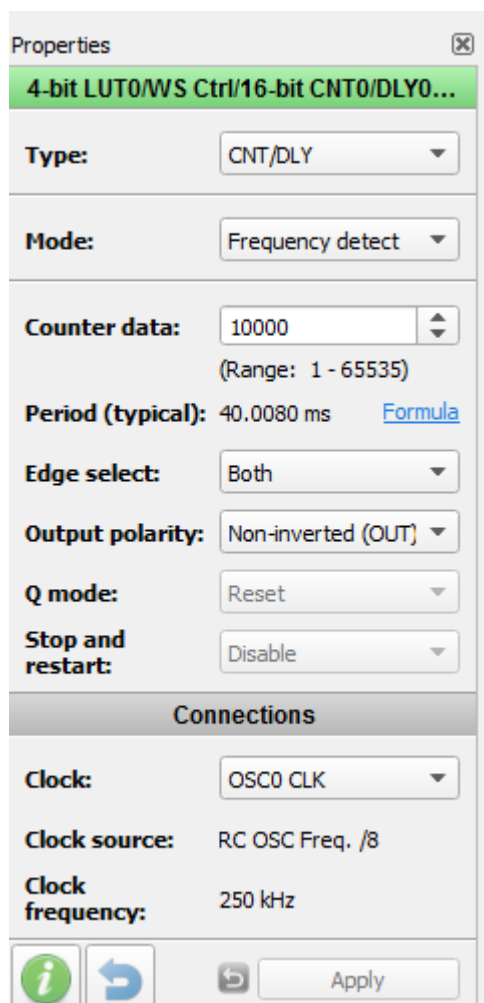 Properties
4-bit LUT0/WS Ctrl/16-bit CNT0/DLY0...
Type: CNT/DLY
Mode: Frequency detect
Counter data: 10000
(Range: 1 - 65535)
Period (typical): 40.0080 ms Formula
Edge select: Both
Output polarity: Non-inverted (OUT)
Q mode: Reset
Stop and
restart: Disable
Connections
Clock: OSC0 CLK
Clock source: RC OSC Freq. /8
Clock
frequency: 250 kHz
Apply